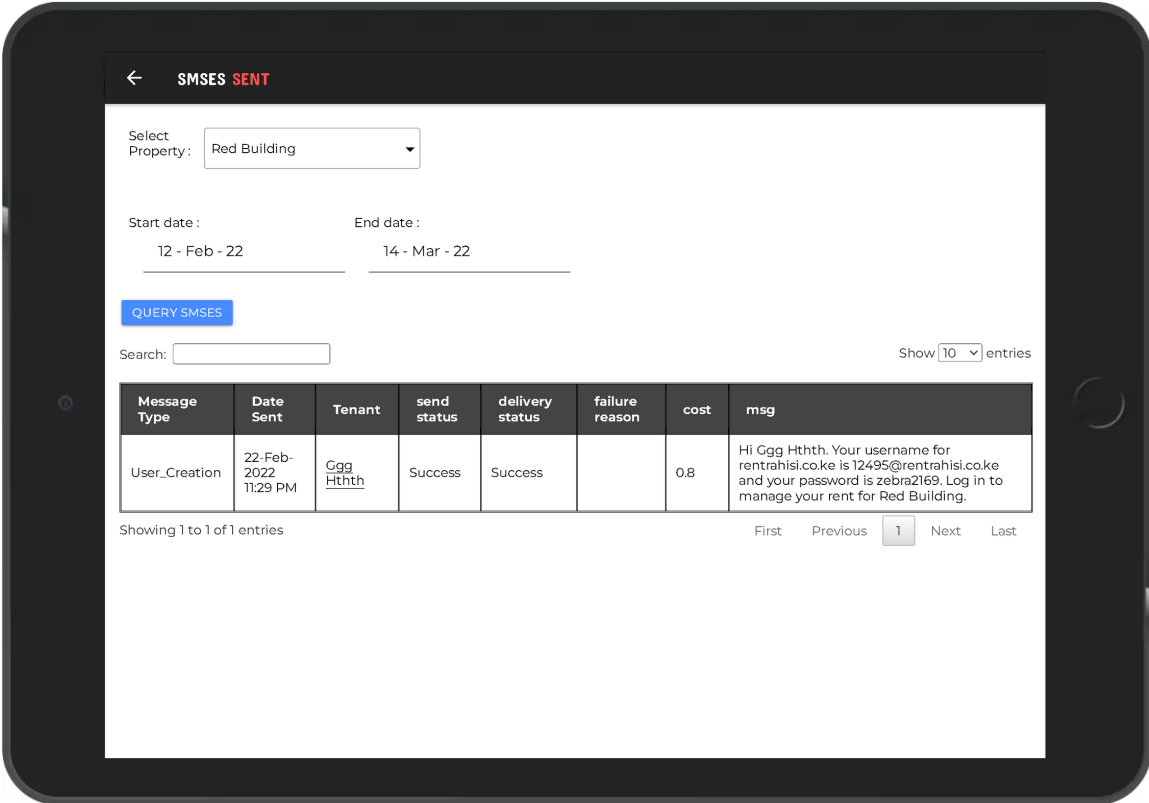 SMSES SENT
Select
Property :
Red Building
Start date :
End date :
12 - Feb - 22
14 - Mar - 22
QUERY SMSES
Search:
Show 10 entries
Message
Type
Date
Sent
Tenant
send
status
delivery
status
failure
reason
cost
msg
User_Creation
22-Feb-
2022
11:29 PM
Ggg
Hthth
Success
Success
0.8
Hi Ggg Hthth. Your username for
rentrahisi.co.ke is 12495@rentrahisi.co.ke
and your password is zebra2169. Log in to
manage your rent for Red Building.
Showing 1 to 1 of 1 entries
First Previous 1 Next Last